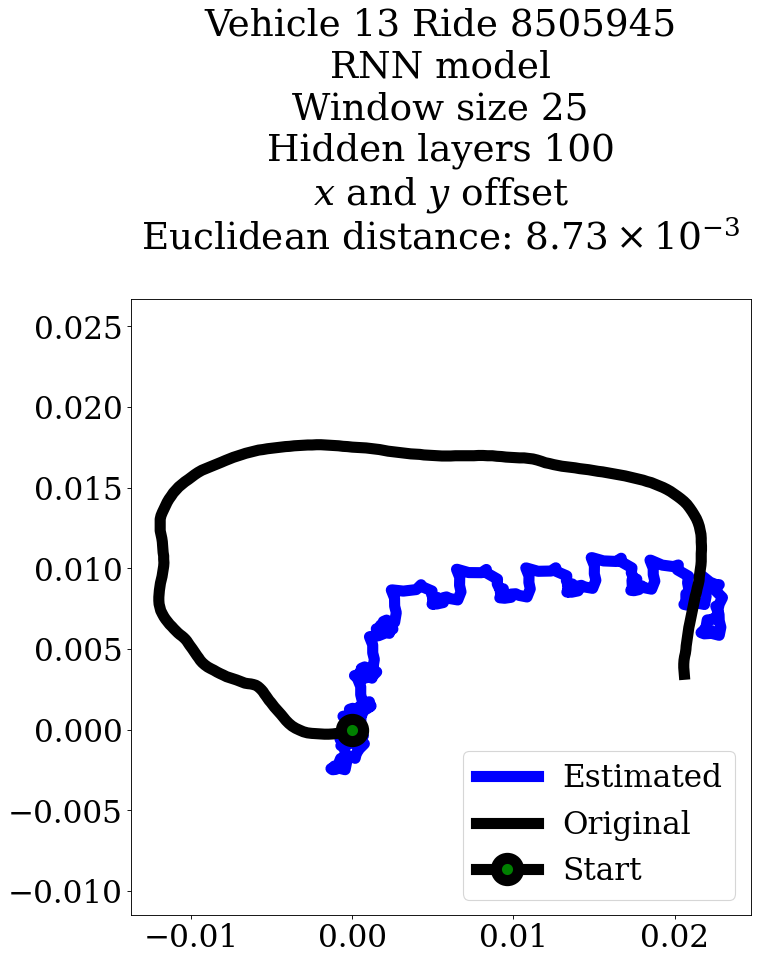 Vehicle 13 Ride 8505945
RNN model
Window size 25
Hidden layers 100
x and y offset
Euclidean distance: 8.73 × 10⁻³
0.025
0.020
0.015
0.010
0.005
0.000
−0.005
−0.010
−0.01 0.00 0.01 0.02
Estimated
Original
Start